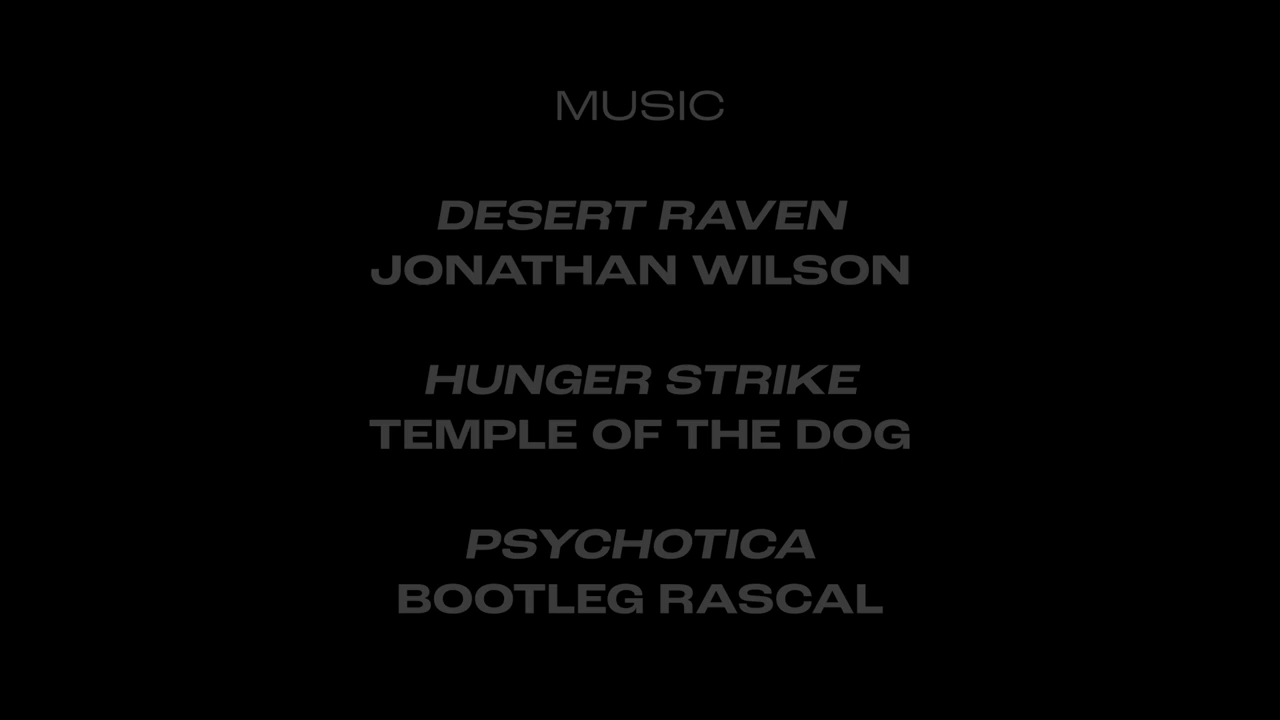 MUSIC
DESERT RAVEN
JONATHAN WILSON
HUNGER STRIKE
TEMPLE OF THE DOG
PSYCHOTICA
BOOTLEG RASCAL